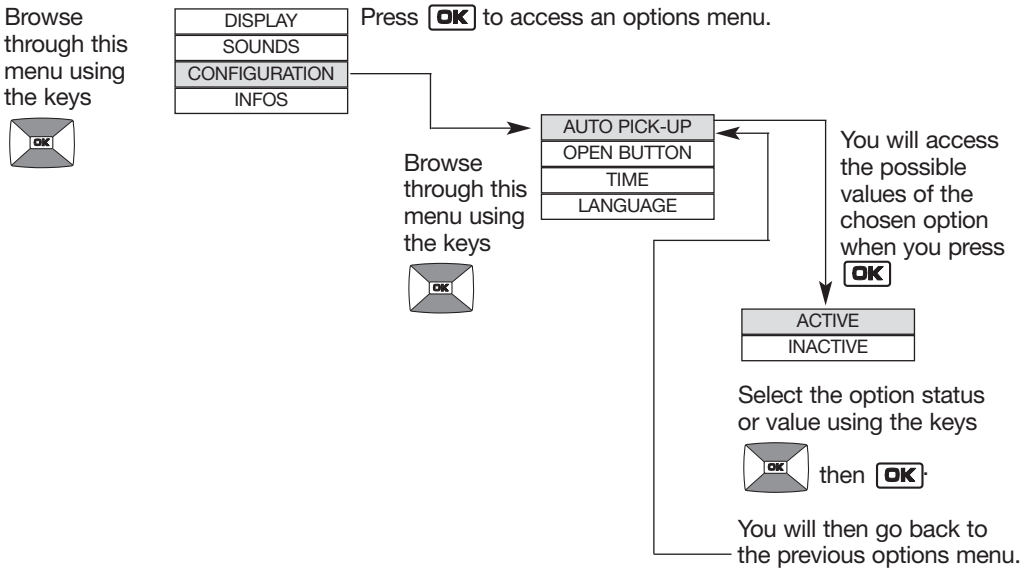 Browse
through this
menu using
the keys
OK
DISPLAY
SOUNDS
CONFIGURATION
INFOS
Press OK to access an options menu.
Browse
through this
menu using
the keys
OK
AUTO PICK-UP
OPEN BUTTON
TIME
LANGUAGE
You will access
the possible
values of the
chosen option
when you press
OK
ACTIVE
INACTIVE
Select the option status
or value using the keys
OK then OK.
You will then go back to
the previous options menu.